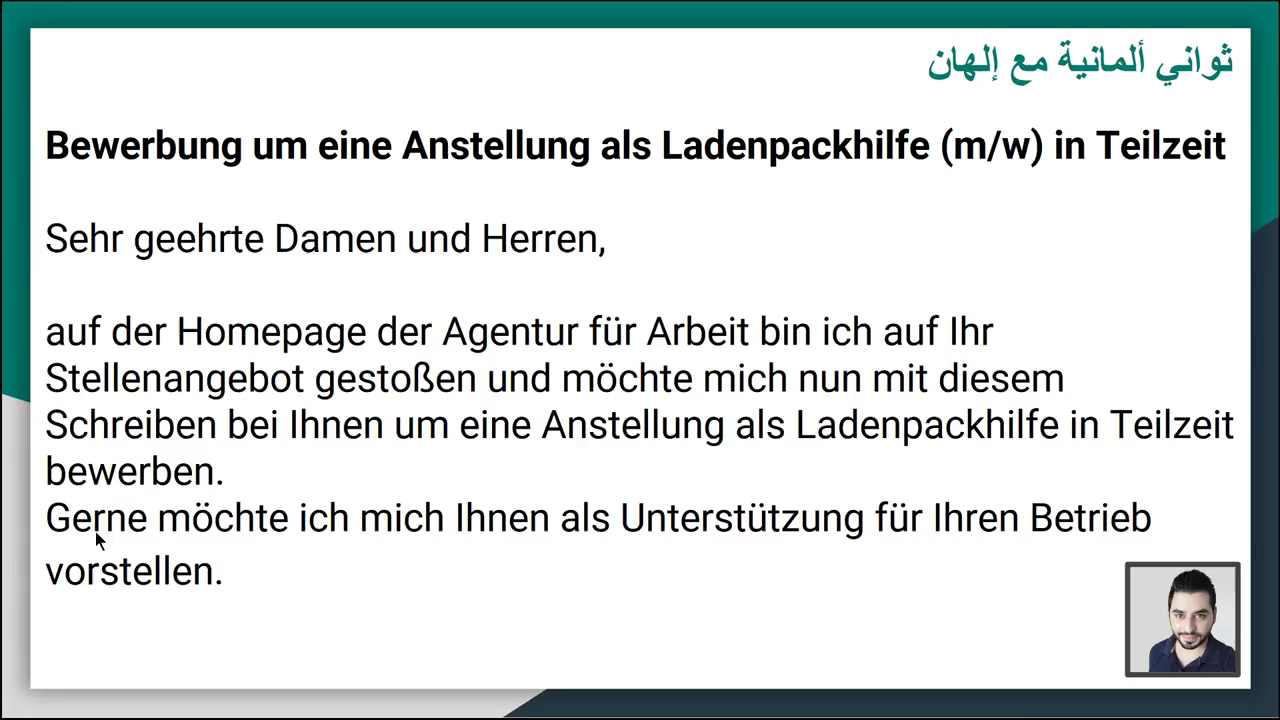 ثواني ألمانية مع إلهان
Bewerbung um eine Anstellung als Ladenpackhilfe (m/w) in Teilzeit
Sehr geehrte Damen und Herren,
auf der Homepage der Agentur für Arbeit bin ich auf Ihr
Stellenangebot gestoßen und möchte mich nun mit diesem
Schreiben bei Ihnen um eine Anstellung als Ladenpackhilfe in Teilzeit
bewerben.
Gerne möchte ich mich Ihnen als Unterstützung für Ihren Betrieb
vorstellen.